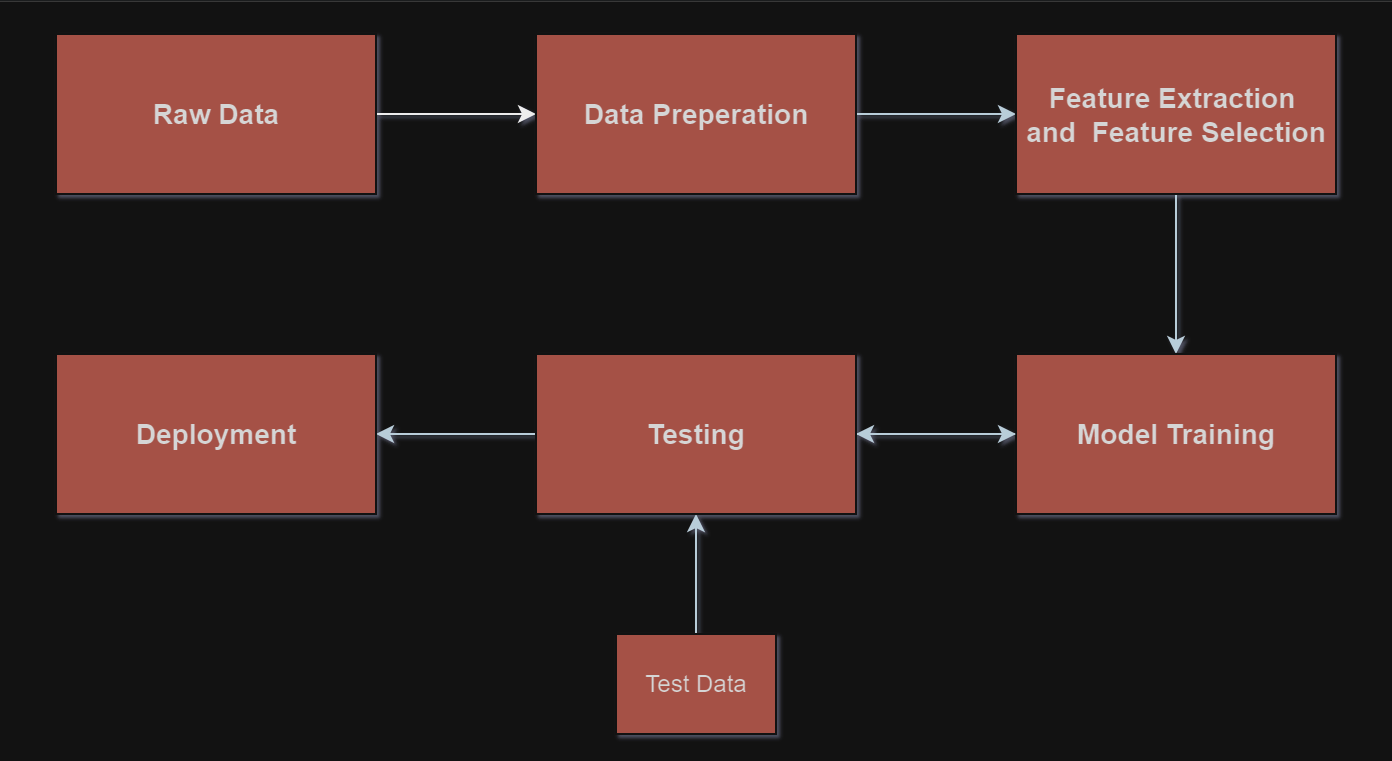 Raw Data
Data Preperation
Feature Extraction
and  Feature Selection
Deployment
Testing
Model Training
Test Data